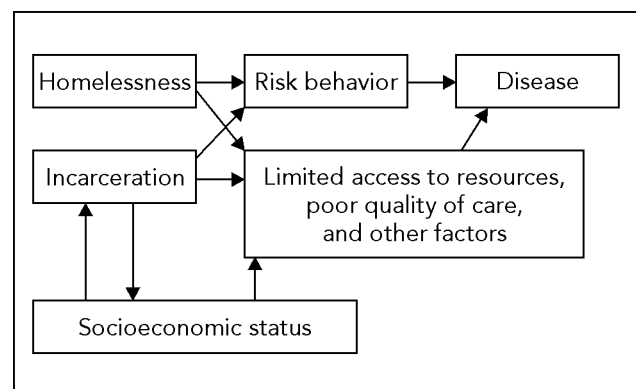 Homelessness
Risk behavior
Disease
Incarceration
Limited access to resources,
poor quality of care,
and other factors
Socioeconomic status